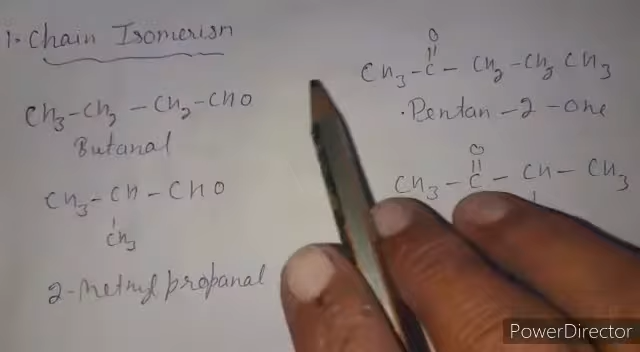 1. Chain Isomerism
CH3-CH2-CH2-CHO
Butanal
CH3-CH-CHO
CH3
2-Methyl propanal
O
CH3-C-CH2-CH2CH3
Pentan-2-one
O
CH3-C-CH-CH3
PowerDirector